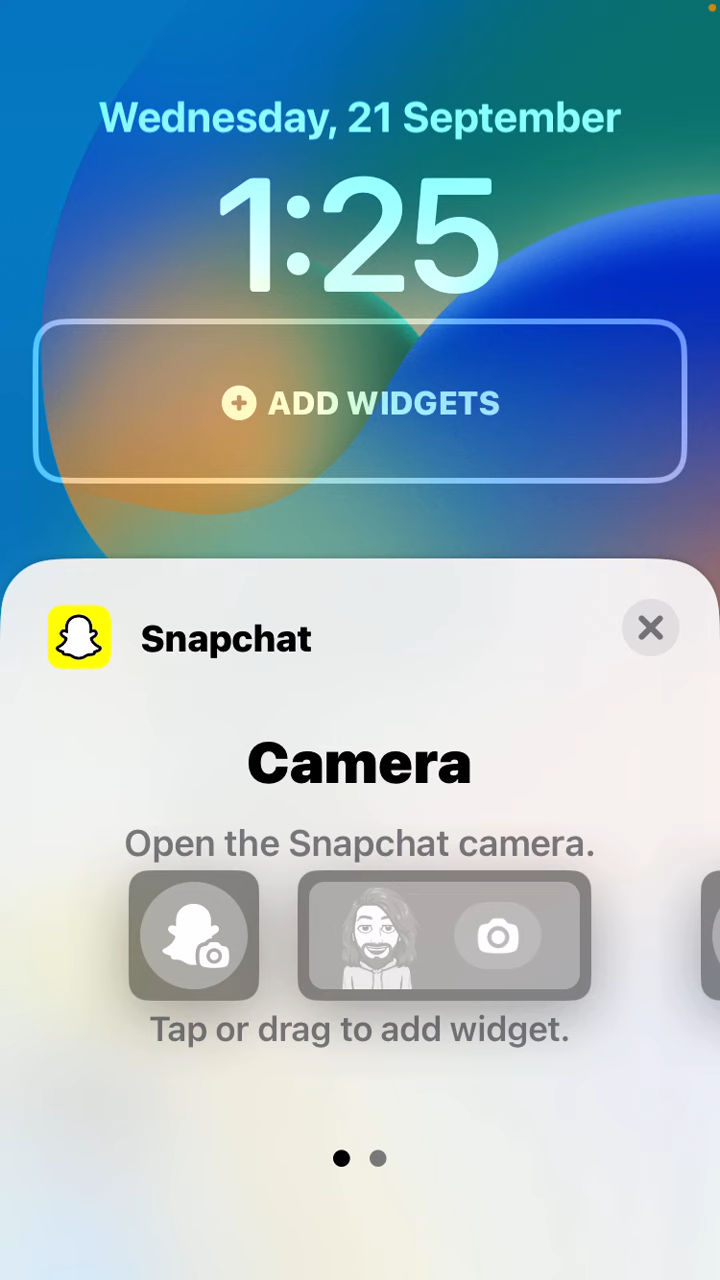 Wednesday, 21 September
1:25
ADD WIDGETS
Snapchat
Camera
Open the Snapchat camera.
Tap or drag to add widget.